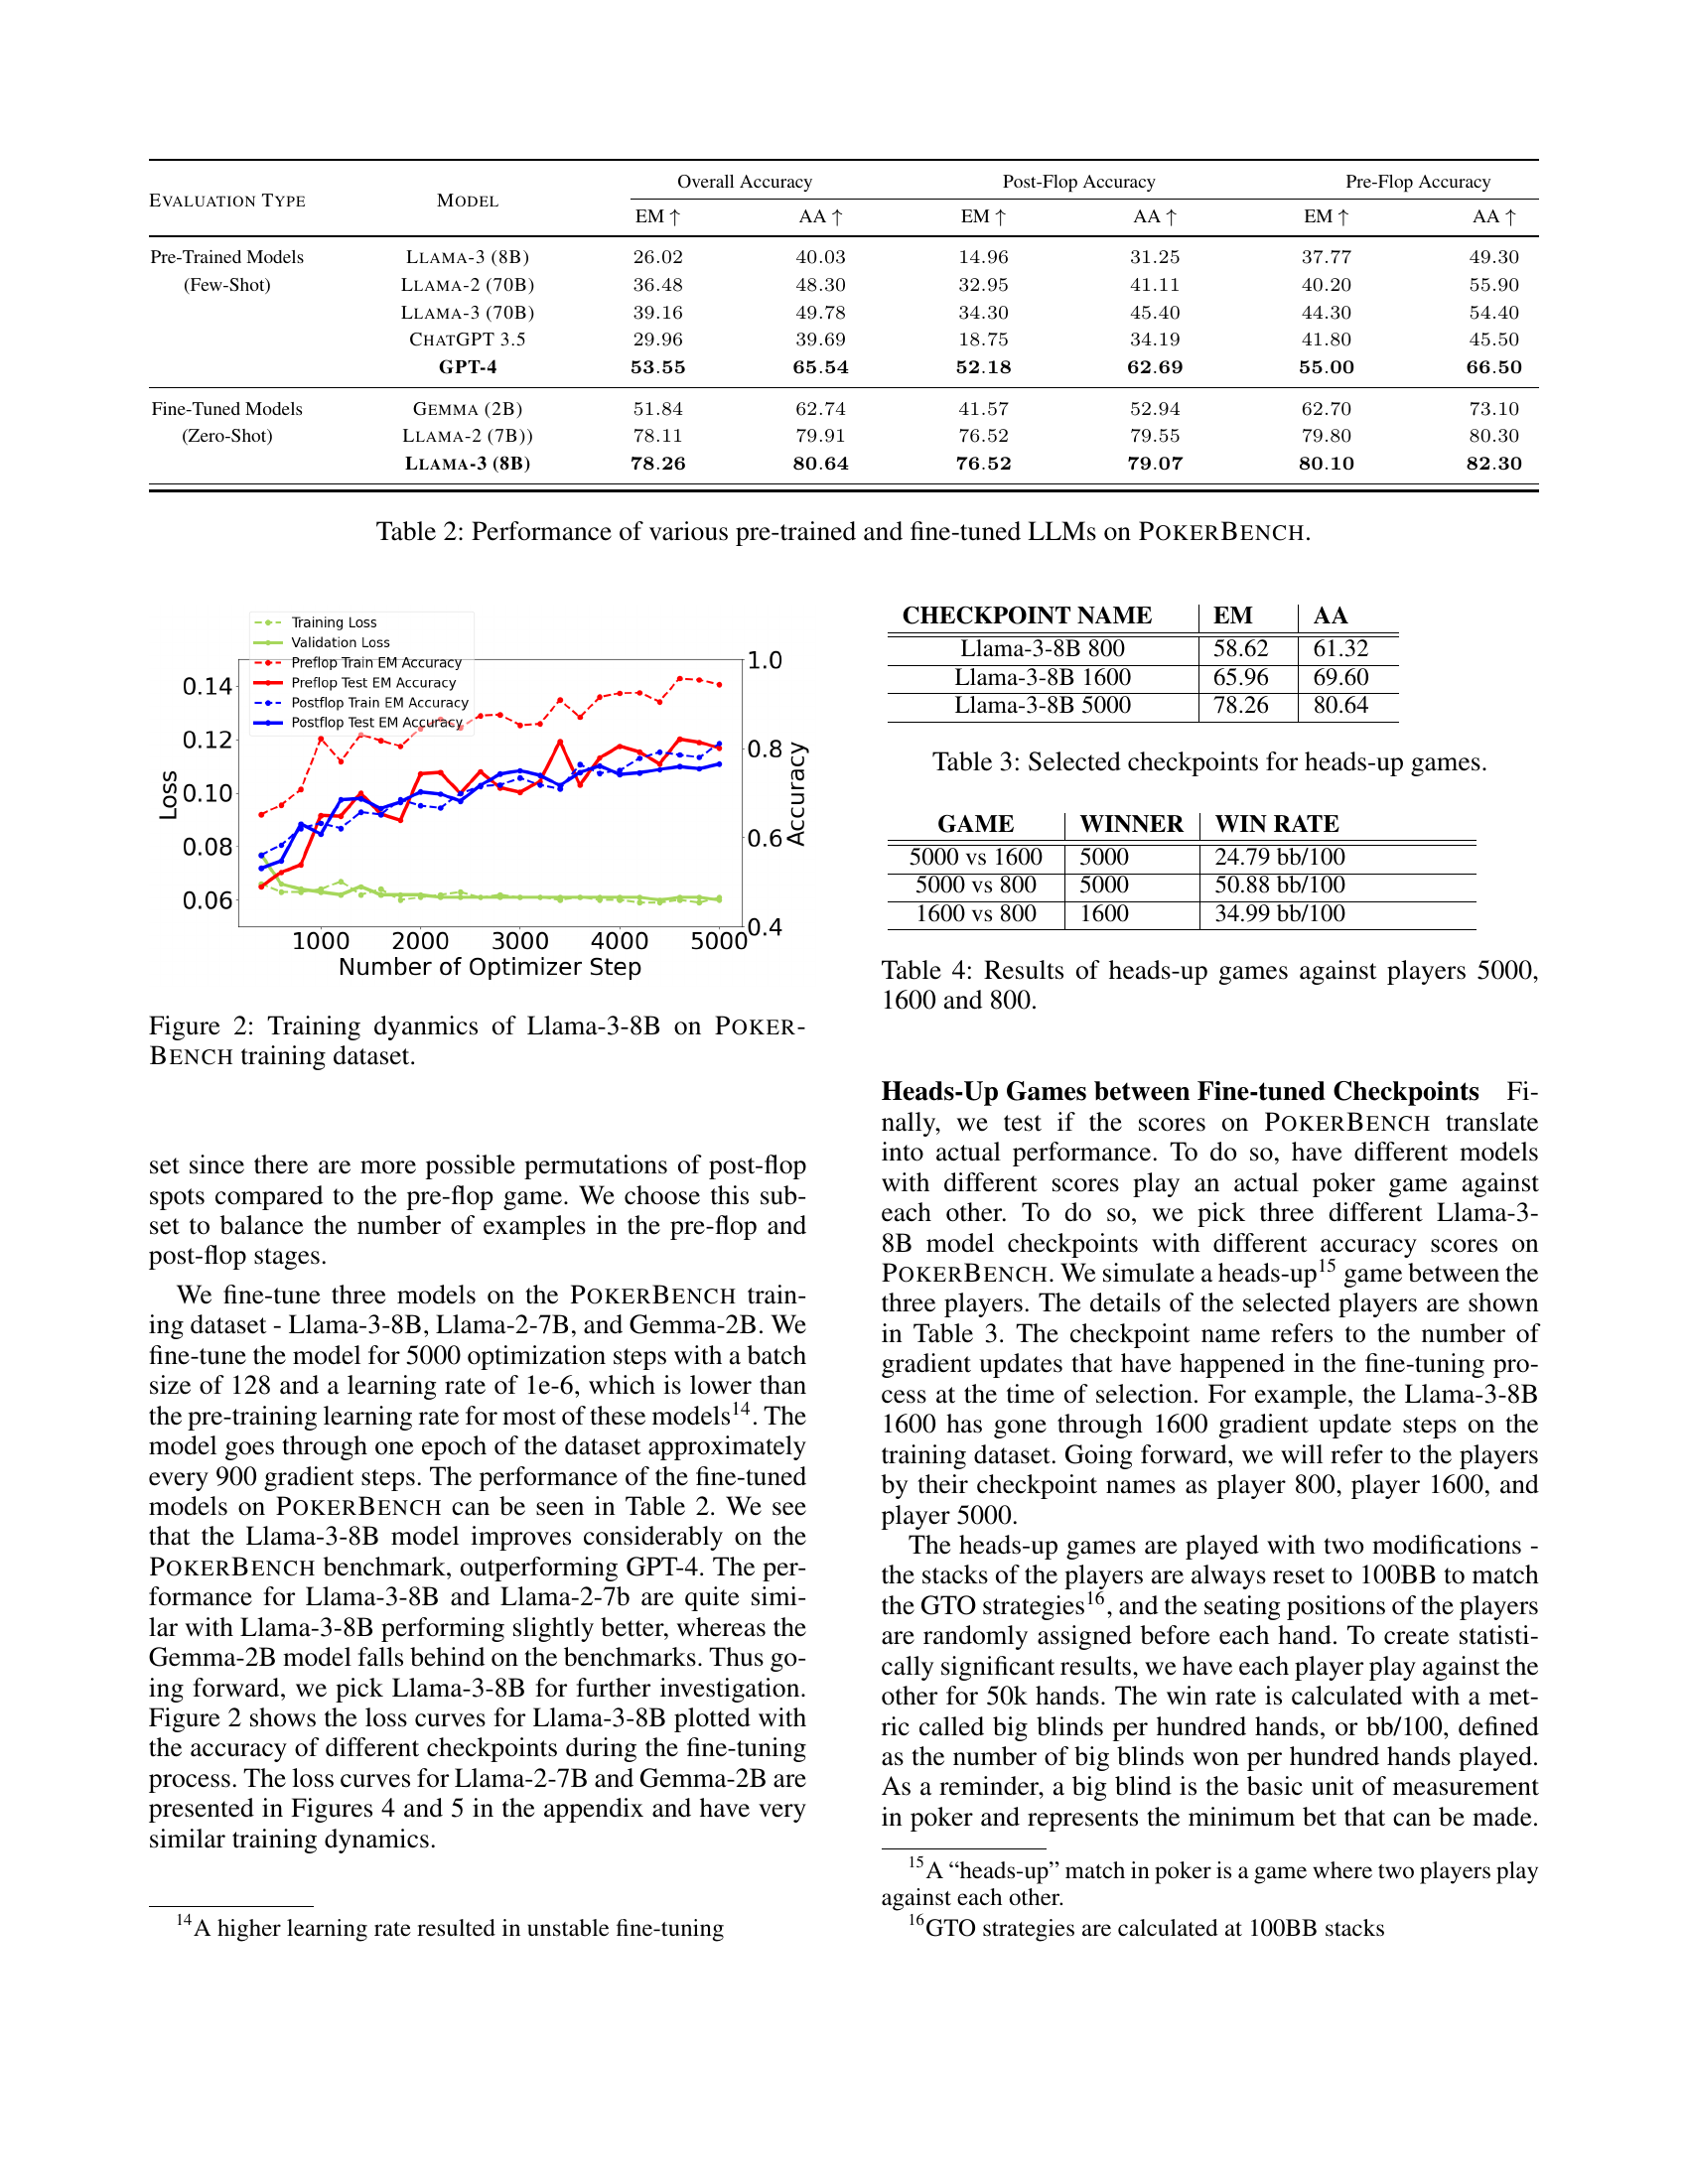 EVALUATION TYPE MODEL Overall Accuracy Post-Flop Accuracy Pre-Flop Accuracy
EM ↑ AA ↑ EM ↑ AA ↑ EM ↑ AA ↑
Pre-Trained Models LLAMA-3 (8B) 26.02 40.03 14.96 31.25 37.77 49.30
(Few-Shot) LLAMA-2 (70B) 36.48 48.30 32.95 41.11 40.20 55.90
LLAMA-3 (70B) 39.16 49.78 34.30 45.40 44.30 54.40
CHATGPT 3.5 29.96 39.69 18.75 34.19 41.80 45.50
GPT-4 53.55 65.54 52.18 62.69 55.00 66.50
Fine-Tuned Models GEMMA (2B) 51.84 62.74 41.57 52.94 62.70 73.10
(Zero-Shot) LLAMA-2 (7B)) 78.11 79.91 76.52 79.55 79.80 80.30
LLAMA-3 (8B) 78.26 80.64 76.52 79.07 80.10 82.30
Table 2: Performance of various pre-trained and fine-tuned LLMs on POKERBENCH.
Training Loss
Validation Loss
Preflop Train EM Accuracy
Preflop Test EM Accuracy
Postflop Train EM Accuracy
Postflop Test EM Accuracy
0.14
0.12
0.10
0.08
0.06
Loss
1.0
0.8
0.6
0.4
Accuracy
1000 2000 3000 4000 5000
Number of Optimizer Step
Figure 2: Training dyanmics of Llama-3-8B on POKER-
BENCH training dataset.
set since there are more possible permutations of post-flop
spots compared to the pre-flop game. We choose this sub-
set to balance the number of examples in the pre-flop and
post-flop stages.
We fine-tune three models on the POKERBENCH train-
ing dataset - Llama-3-8B, Llama-2-7B, and Gemma-2B. We
fine-tune the model for 5000 optimization steps with a batch
size of 128 and a learning rate of 1e-6, which is lower than
the pre-training learning rate for most of these models14. The
model goes through one epoch of the dataset approximately
every 900 gradient steps. The performance of the fine-tuned
models on POKERBENCH can be seen in Table 2. We see
that the Llama-3-8B model improves considerably on the
POKERBENCH benchmark, outperforming GPT-4. The per-
formance for Llama-3-8B and Llama-2-7b are quite simi-
lar with Llama-3-8B performing slightly better, whereas the
Gemma-2B model falls behind on the benchmarks. Thus go-
ing forward, we pick Llama-3-8B for further investigation.
Figure 2 shows the loss curves for Llama-3-8B plotted with
the accuracy of different checkpoints during the fine-tuning
process. The loss curves for Llama-2-7B and Gemma-2B are
presented in Figures 4 and 5 in the appendix and have very
similar training dynamics.
14A higher learning rate resulted in unstable fine-tuning
CHECKPOINT NAME EM AA
Llama-3-8B 800 58.62 61.32
Llama-3-8B 1600 65.96 69.60
Llama-3-8B 5000 78.26 80.64
Table 3: Selected checkpoints for heads-up games.
GAME WINNER WIN RATE
5000 vs 1600 5000 24.79 bb/100
5000 vs 800 5000 50.88 bb/100
1600 vs 800 1600 34.99 bb/100
Table 4: Results of heads-up games against players 5000,
1600 and 800.
Heads-Up Games between Fine-tuned Checkpoints Fi-
nally, we test if the scores on POKERBENCH translate
into actual performance. To do so, have different models
with different scores play an actual poker game against
each other. To do so, we pick three different Llama-3-
8B model checkpoints with different accuracy scores on
POKERBENCH. We simulate a heads-up15 game between the
three players. The details of the selected players are shown
in Table 3. The checkpoint name refers to the number of
gradient updates that have happened in the fine-tuning pro-
cess at the time of selection. For example, the Llama-3-8B
1600 has gone through 1600 gradient update steps on the
training dataset. Going forward, we will refer to the players
by their checkpoint names as player 800, player 1600, and
player 5000.
The heads-up games are played with two modifications -
the stacks of the players are always reset to 100BB to match
the GTO strategies16, and the seating positions of the players
are randomly assigned before each hand. To create statisti-
cally significant results, we have each player play against the
other for 50k hands. The win rate is calculated with a met-
ric called big blinds per hundred hands, or bb/100, defined
as the number of big blinds won per hundred hands played.
As a reminder, a big blind is the basic unit of measurement
in poker and represents the minimum bet that can be made.
15A “heads-up” match in poker is a game where two players play
against each other.
16GTO strategies are calculated at 100BB stacks